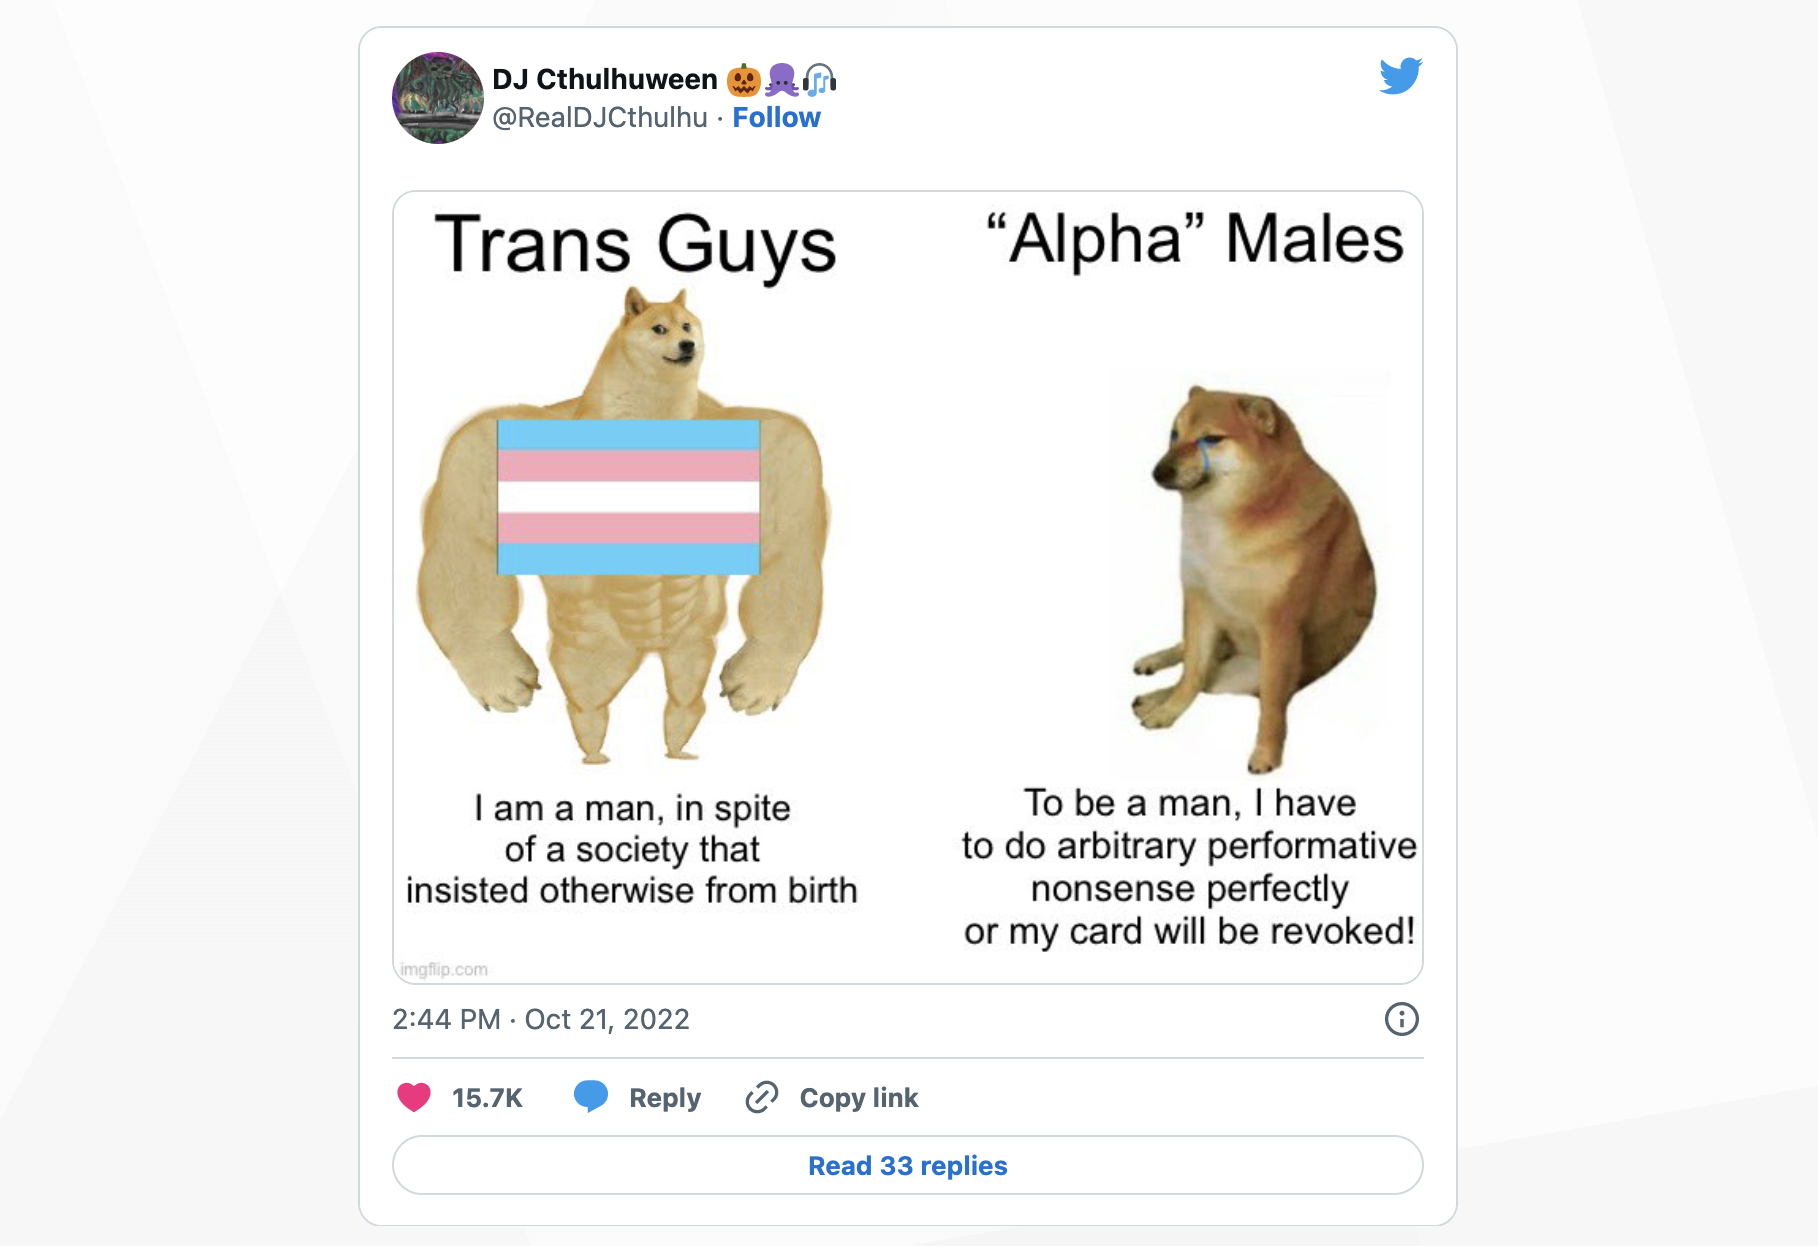 DJ Cthulhuween 🎃🐙🎧
@RealDJCthulhu · Follow
Trans Guys
“Alpha” Males
I am a man, in spite
of a society that
insisted otherwise from birth
To be a man, I have
to do arbitrary performative
nonsense perfectly
or my card will be revoked!
imgflip.com
2:44 PM · Oct 21, 2022
15.7K Reply Copy link
Read 33 replies